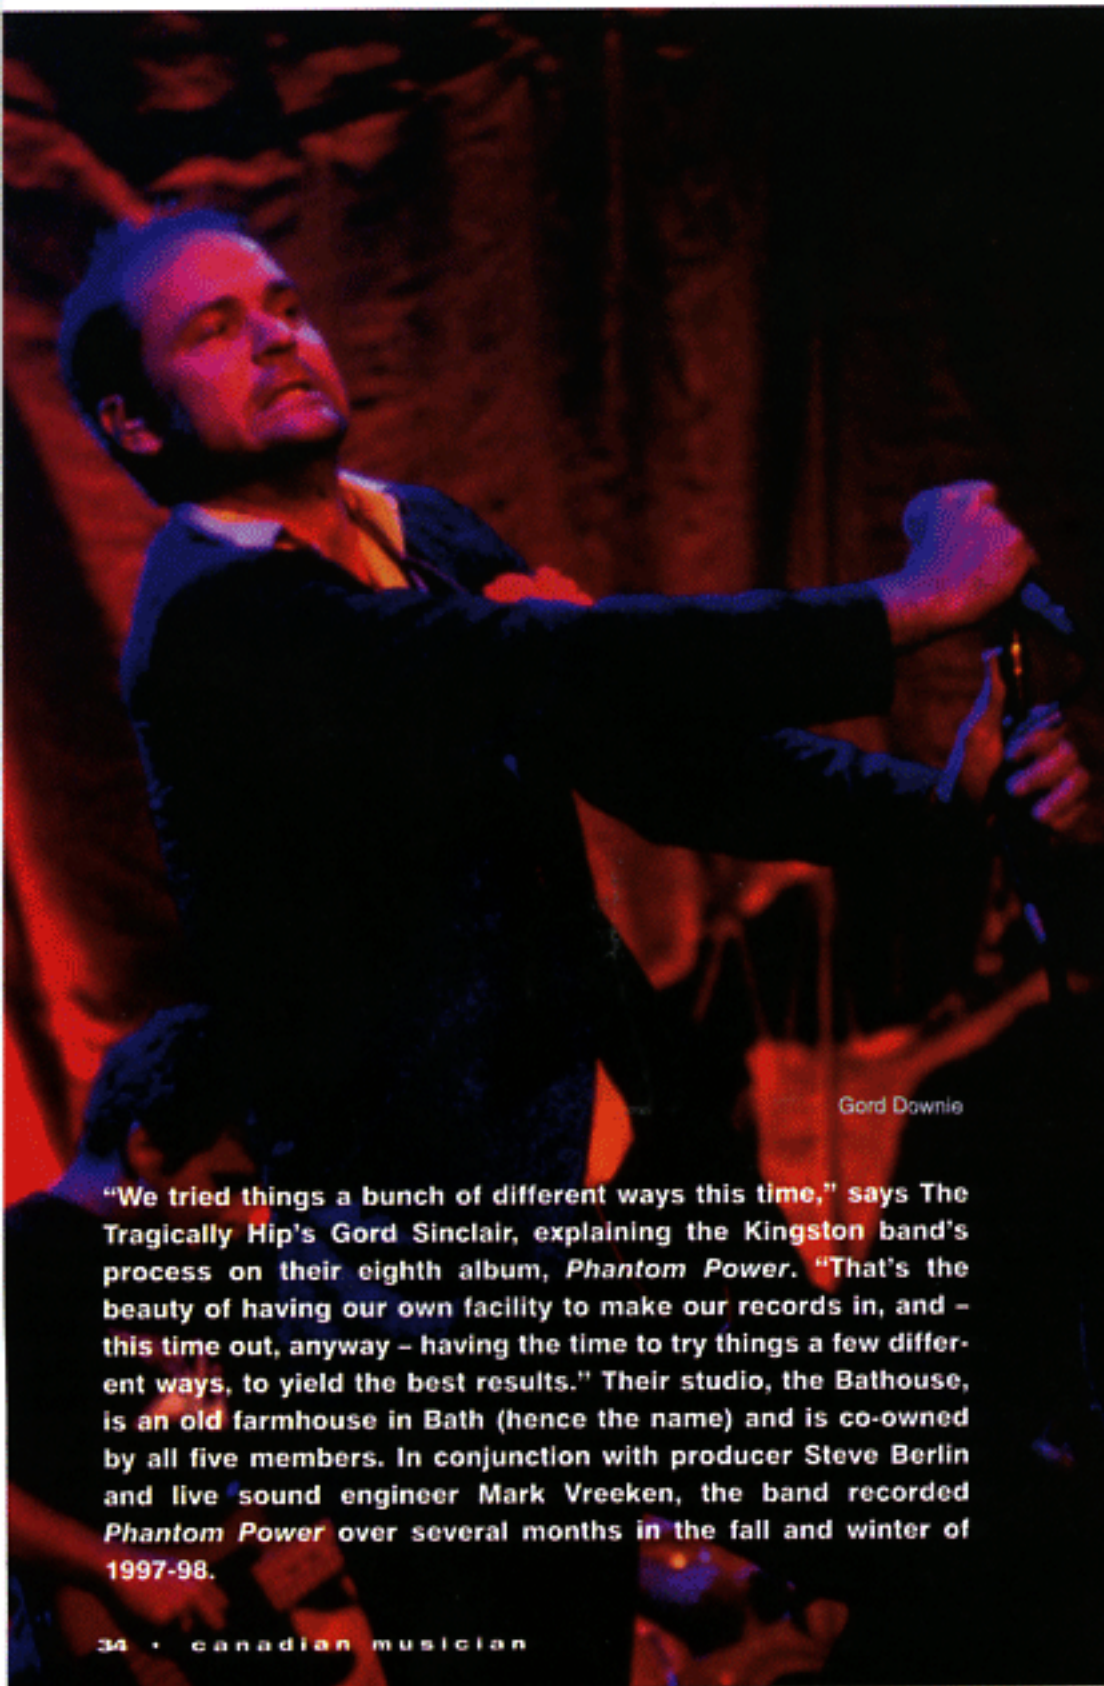 Gord Downie
“We tried things a bunch of different ways this time,” says The
Tragically Hip’s Gord Sinclair, explaining the Kingston band’s
process on their eighth album, Phantom Power. “That’s the
beauty of having our own facility to make our records in, and –
this time out, anyway – having the time to try things a few differ-
ent ways, to yield the best results.” Their studio, the Bathouse,
is an old farmhouse in Bath (hence the name) and is co-owned
by all five members. In conjunction with producer Steve Berlin
and live sound engineer Mark Vreeken, the band recorded
Phantom Power over several months in the fall and winter of
1997-98.
34 • canadian musician